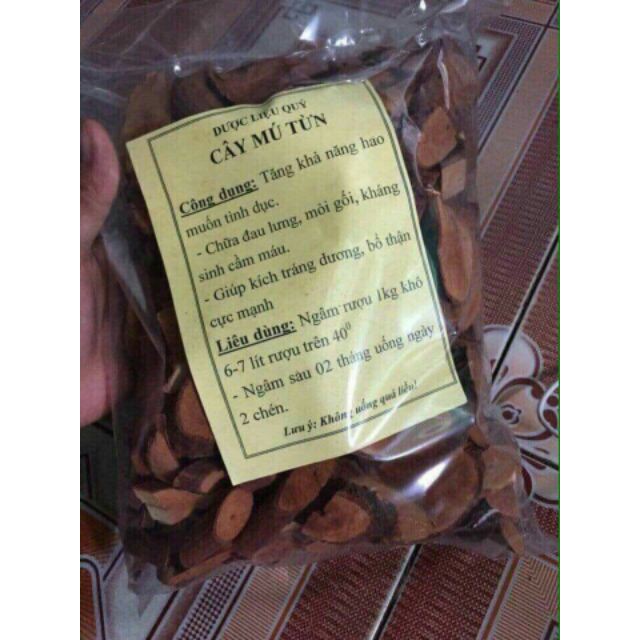 DƯỢC LIỆU QUÝ
CÂY MÚ TỪN
Công dụng: Tăng khả năng hao
muốn tình dục.
- Chữa đau lưng, mỏi gối, kháng
sinh cầm máu.
- Giúp kích tráng dương, bổ thận
cực mạnh
Liều dùng: Ngâm rượu 1kg khô
6-7 lít rượu trên 40⁰
- Ngâm sau 02 tháng uống ngày
2 chén.
Lưu ý: Không uống quá liều!